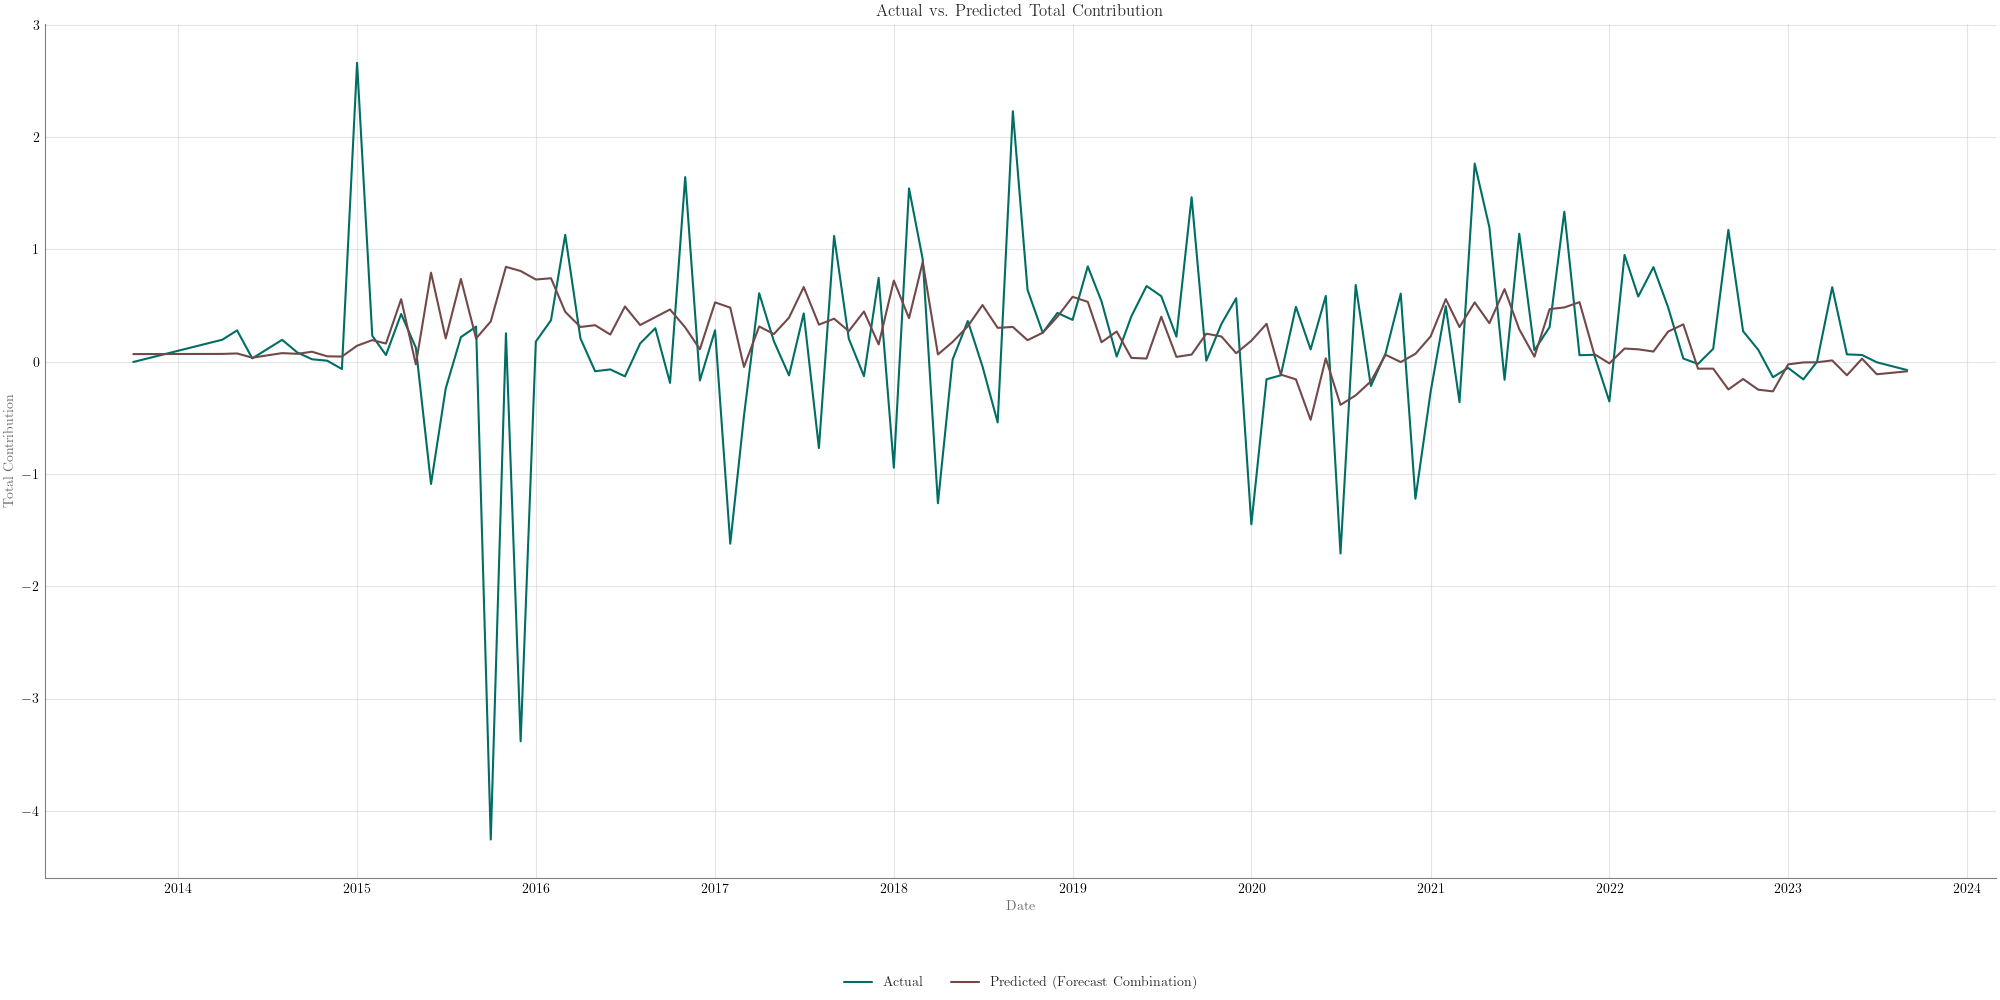 Actual vs. Predicted Total Contribution
3
2
1
0
−1
−2
−3
−4
Total Contribution
2014 2015 2016 2017 2018 2019 2020 2021 2022 2023 2024
Date
Actual Predicted (Forecast Combination)